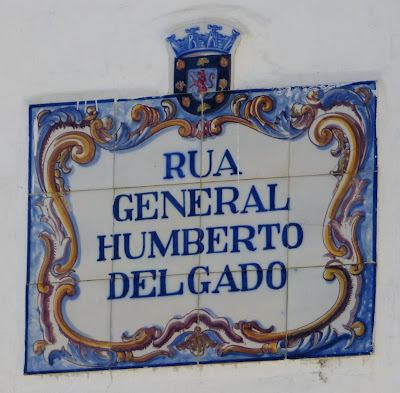 RUA
GENERAL
HUMBERTO
DELGADO